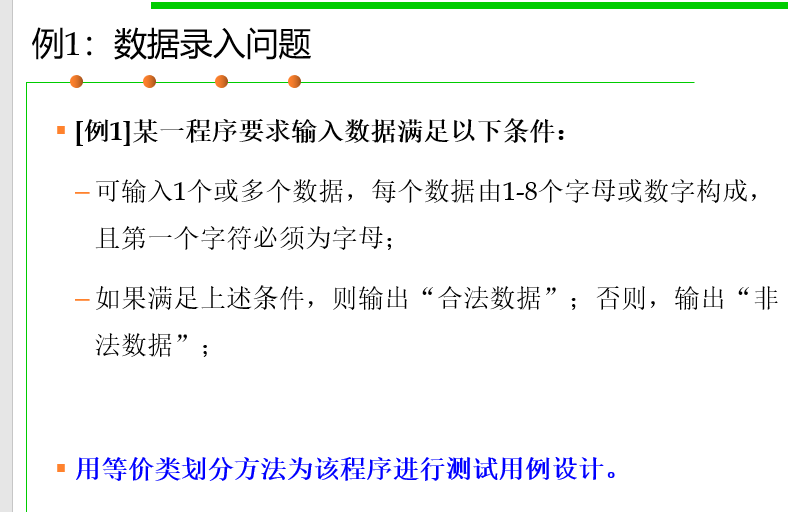 例1：数据录入问题
[例1]某一程序要求输入数据满足以下条件：
– 可输入1个或多个数据，每个数据由1-8个字母或数字构成，
且第一个字符必须为字母；
– 如果满足上述条件，则输出“合法数据”；否则，输出“非
法数据”；
用等价类划分方法为该程序进行测试用例设计。